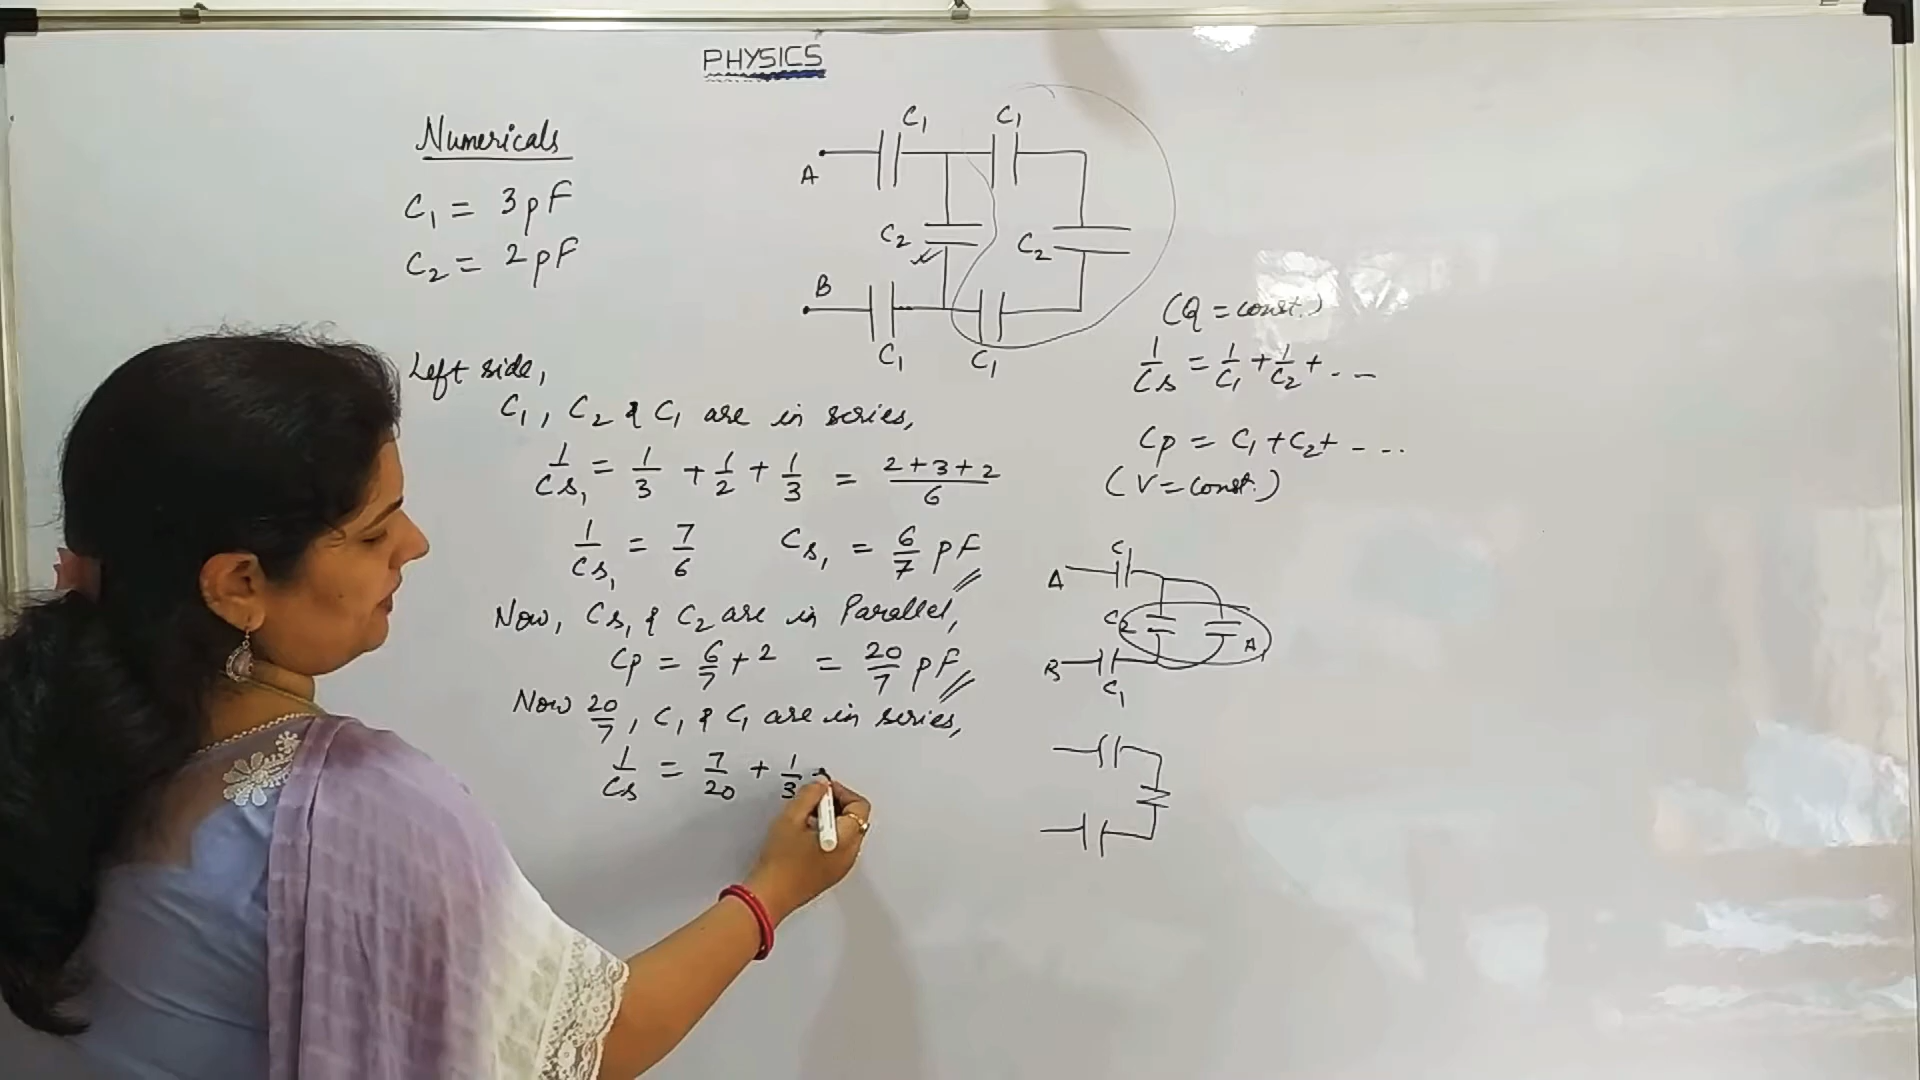 PHYSICS
Numericals
C₁ = 3pF
C₂ = 2pF
C₁ C₁
A
C₂ C₂
B
C₁ C₁
(Q = const.)
1/Cs = 1/C₁ + 1/C₂ + ...
Cp = C₁ + C₂ + ....
(V = const.)
Left side,
C₁, C₂ & C₁ are in series,
1/Cs₁ = 1/3 + 1/2 + 1/3 = (2+3+2)/6
1/Cs₁ = 7/6 Cs₁ = 6/7 pF
Now, Cs₁ & C₂ are in Parallel,
Cp = 6/7 + 2 = 20/7 pF
Now 20/7, C₁ & C₁ are in series,
1/Cs = 7/20 + 1/3
C₁
A
C₂
A
B
C₁